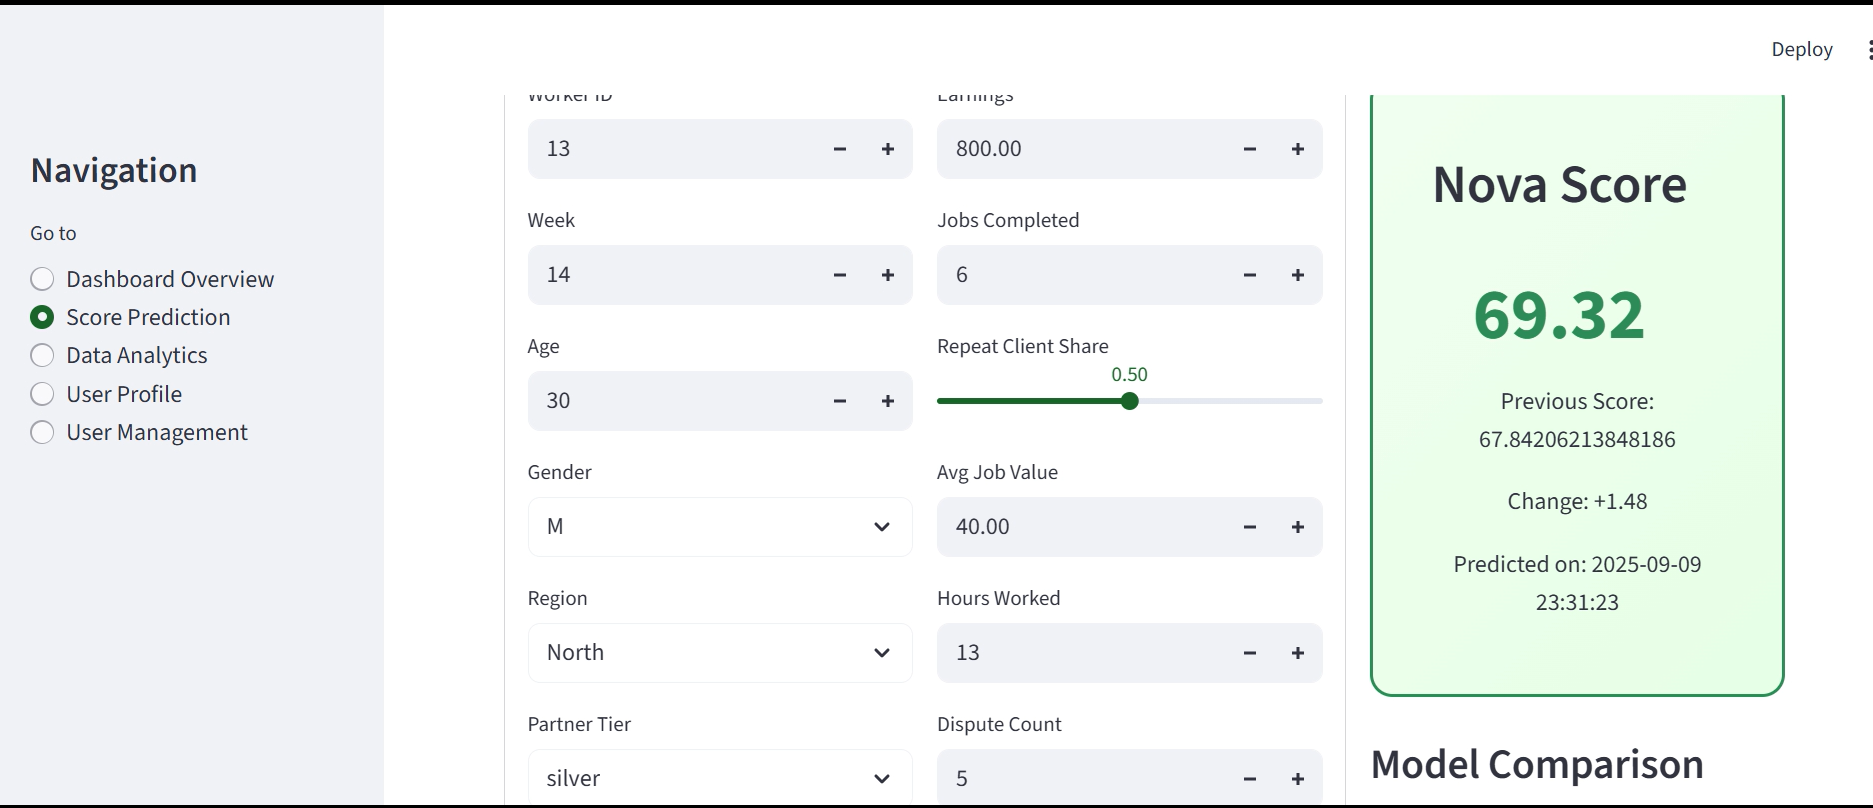 Deploy
Navigation
Go to
Dashboard Overview
Score Prediction
Data Analytics
User Profile
User Management
Worker ID
13
Week
14
Age
30
Gender
M
Region
North
Partner Tier
silver
Earnings
800.00
Jobs Completed
6
Repeat Client Share
0.50
Avg Job Value
40.00
Hours Worked
13
Dispute Count
5
Nova Score
69.32
Previous Score:
67.84206213848186
Change: +1.48
Predicted on: 2025-09-09
23:31:23
Model Comparison